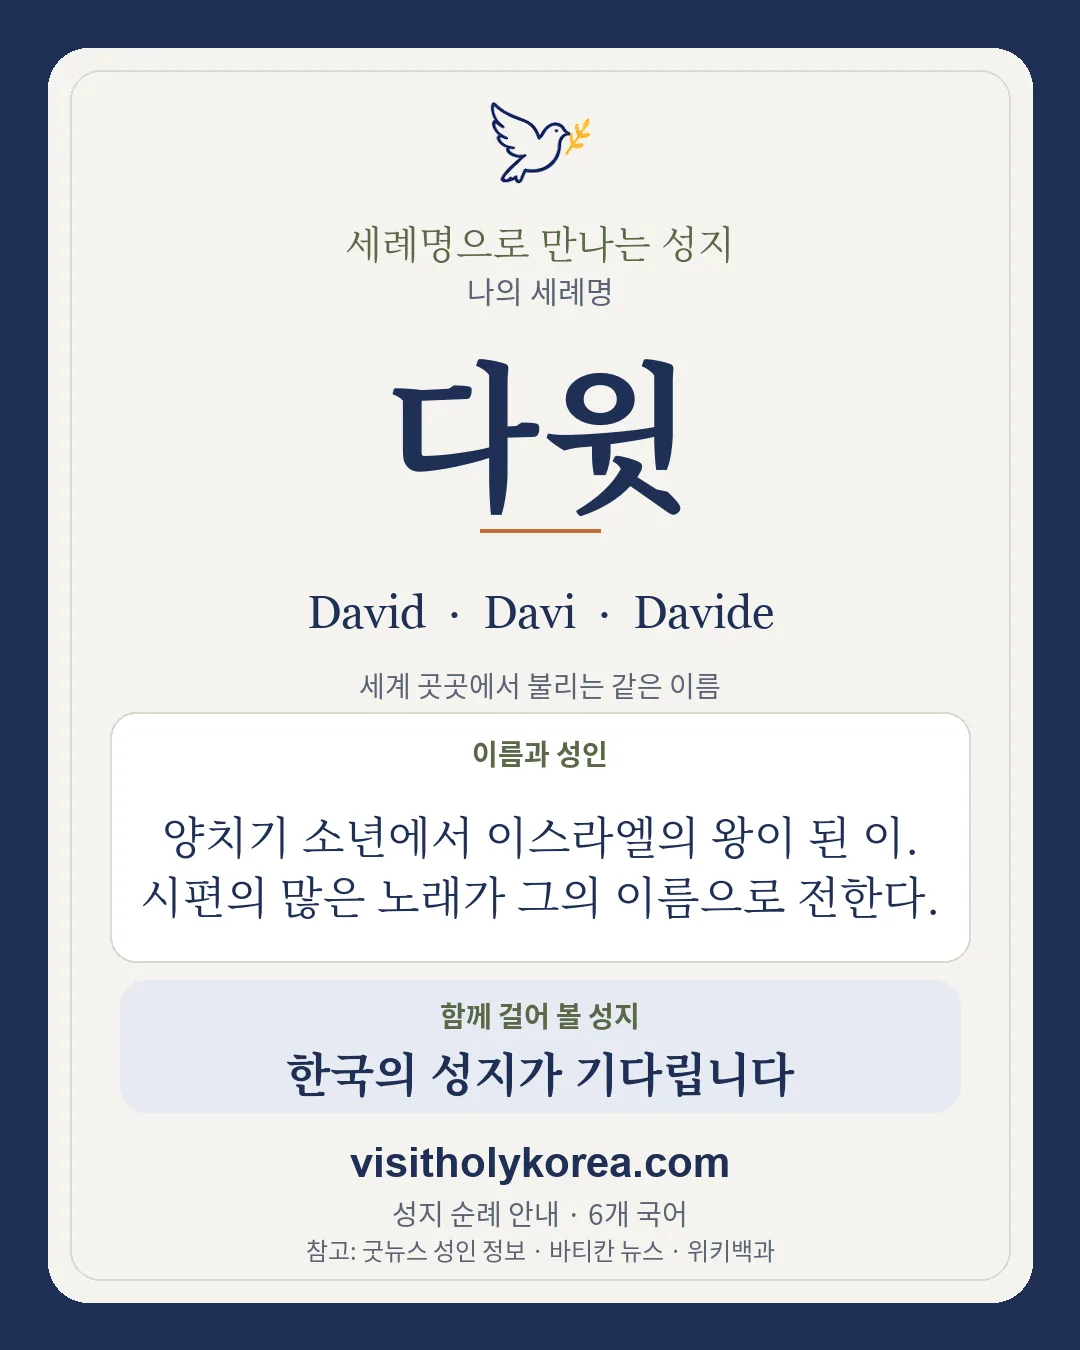 세례명으로 만나는 성지
나의 세례명
다윗
David · Davi · Davide
세계 곳곳에서 불리는 같은 이름
이름과 성인
양치기 소년에서 이스라엘의 왕이 된 이.
시편의 많은 노래가 그의 이름으로 전한다.
함께 걸어 볼 성지
한국의 성지가 기다립니다
visitholykorea.com
성지 순례 안내 · 6개 국어
참고: 굿뉴스 성인 정보 · 바티칸 뉴스 · 위키백과